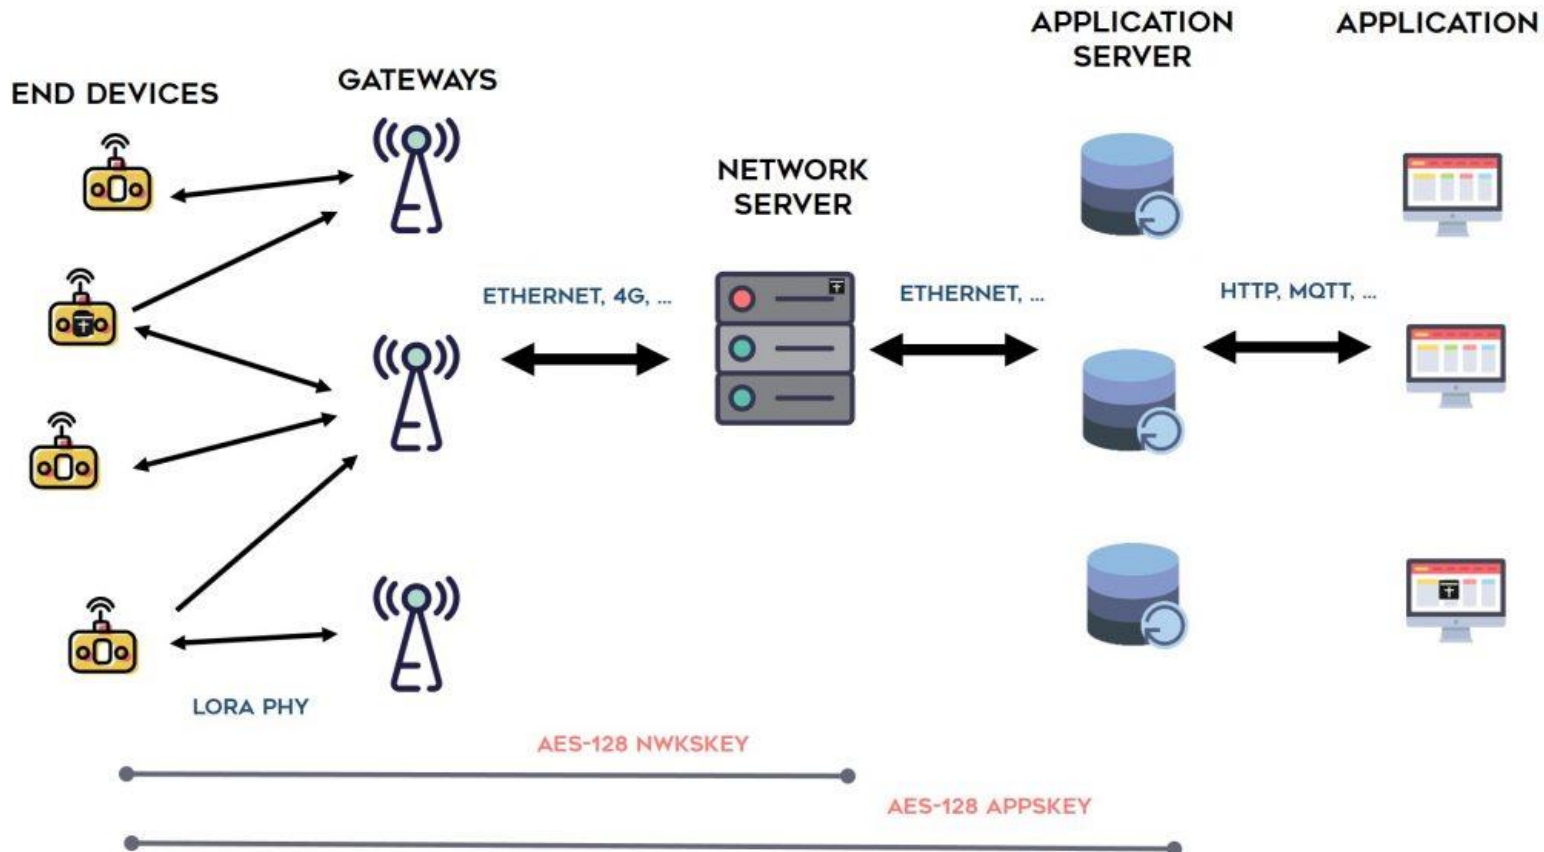 APPLICATION
SERVER
APPLICATION
END DEVICES
GATEWAYS
NETWORK
SERVER
ETHERNET, 4G, ...
ETHERNET, ...
HTTP, MQTT, ...
LORA PHY
AES-128 NWKSKEY
AES-128 APPSKEY